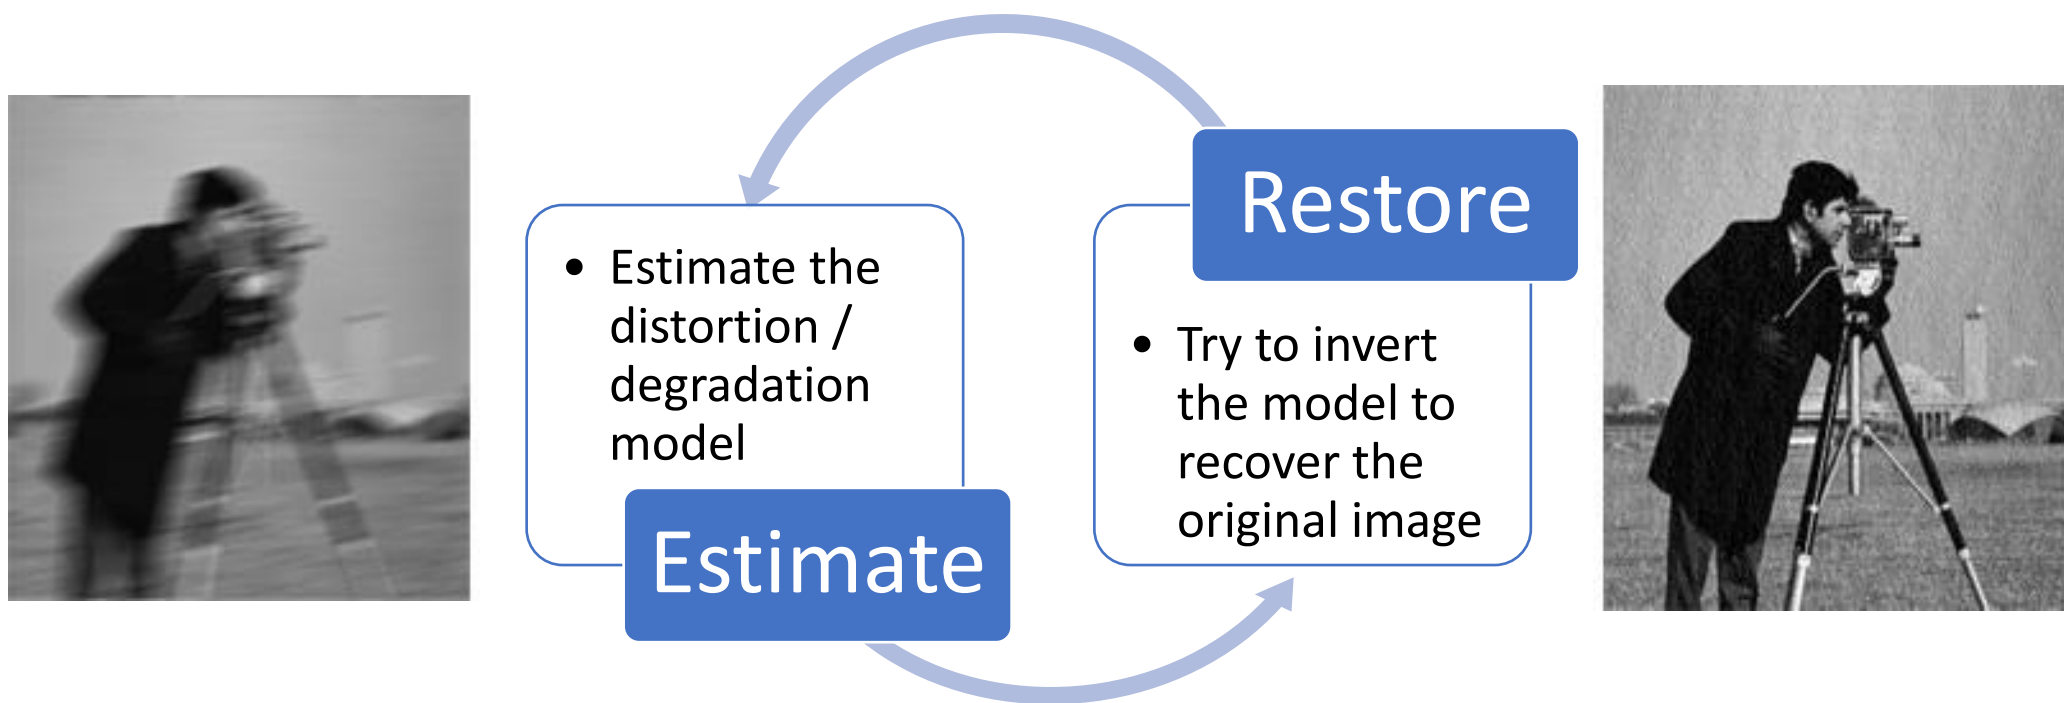 • Estimate the
distortion /
degradation
model
Estimate
Restore
• Try to invert
the model to
recover the
original image